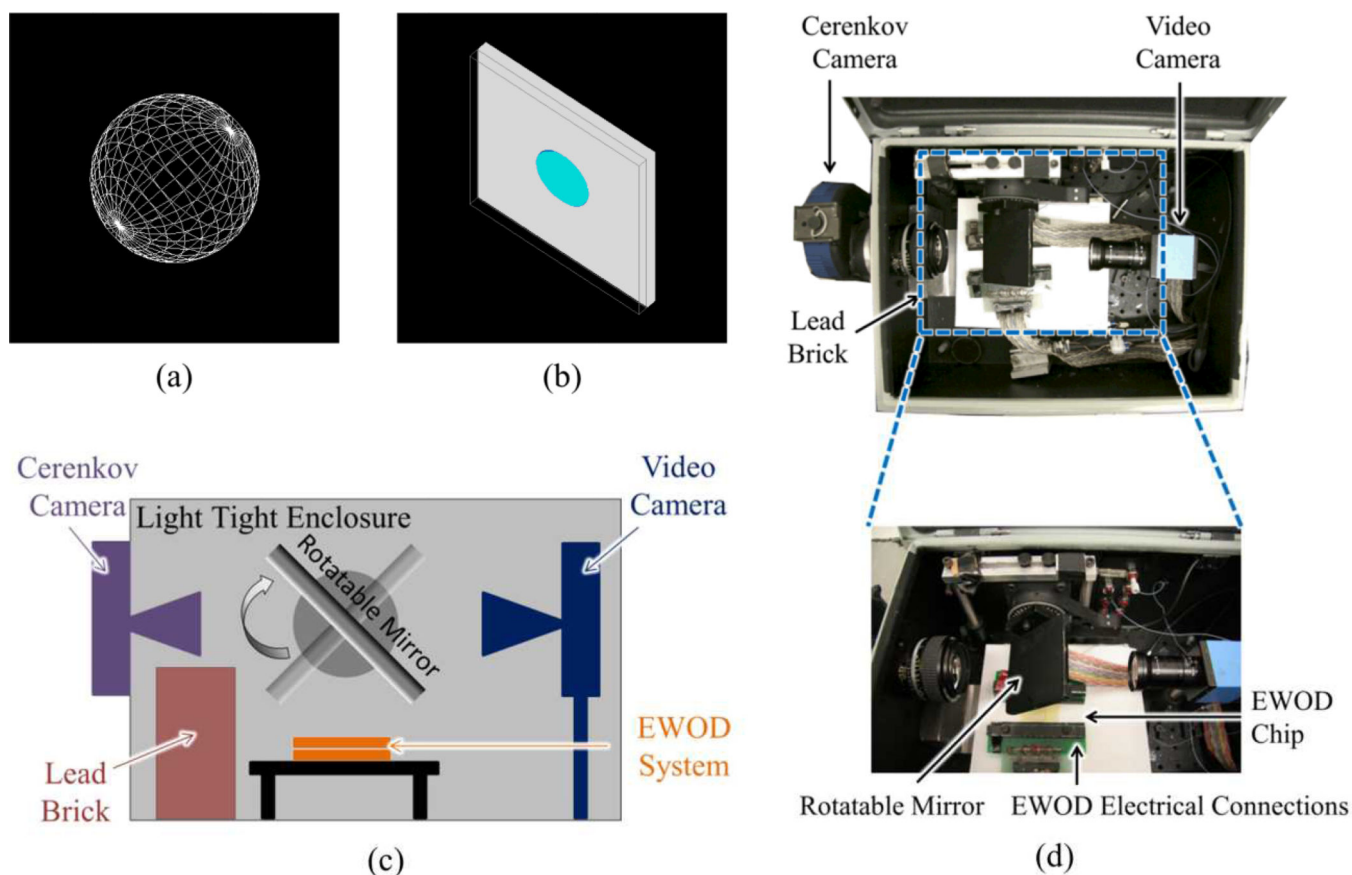 (a)
(b)
Cerenkov
Camera
Video
Camera
Lead
Brick
Cerenkov
Camera
Video
Camera
Light Tight Enclosure
Rotatable Mirror
EWOD
System
Lead
Brick
(c)
EWOD
Chip
Rotatable Mirror
EWOD Electrical Connections
(d)